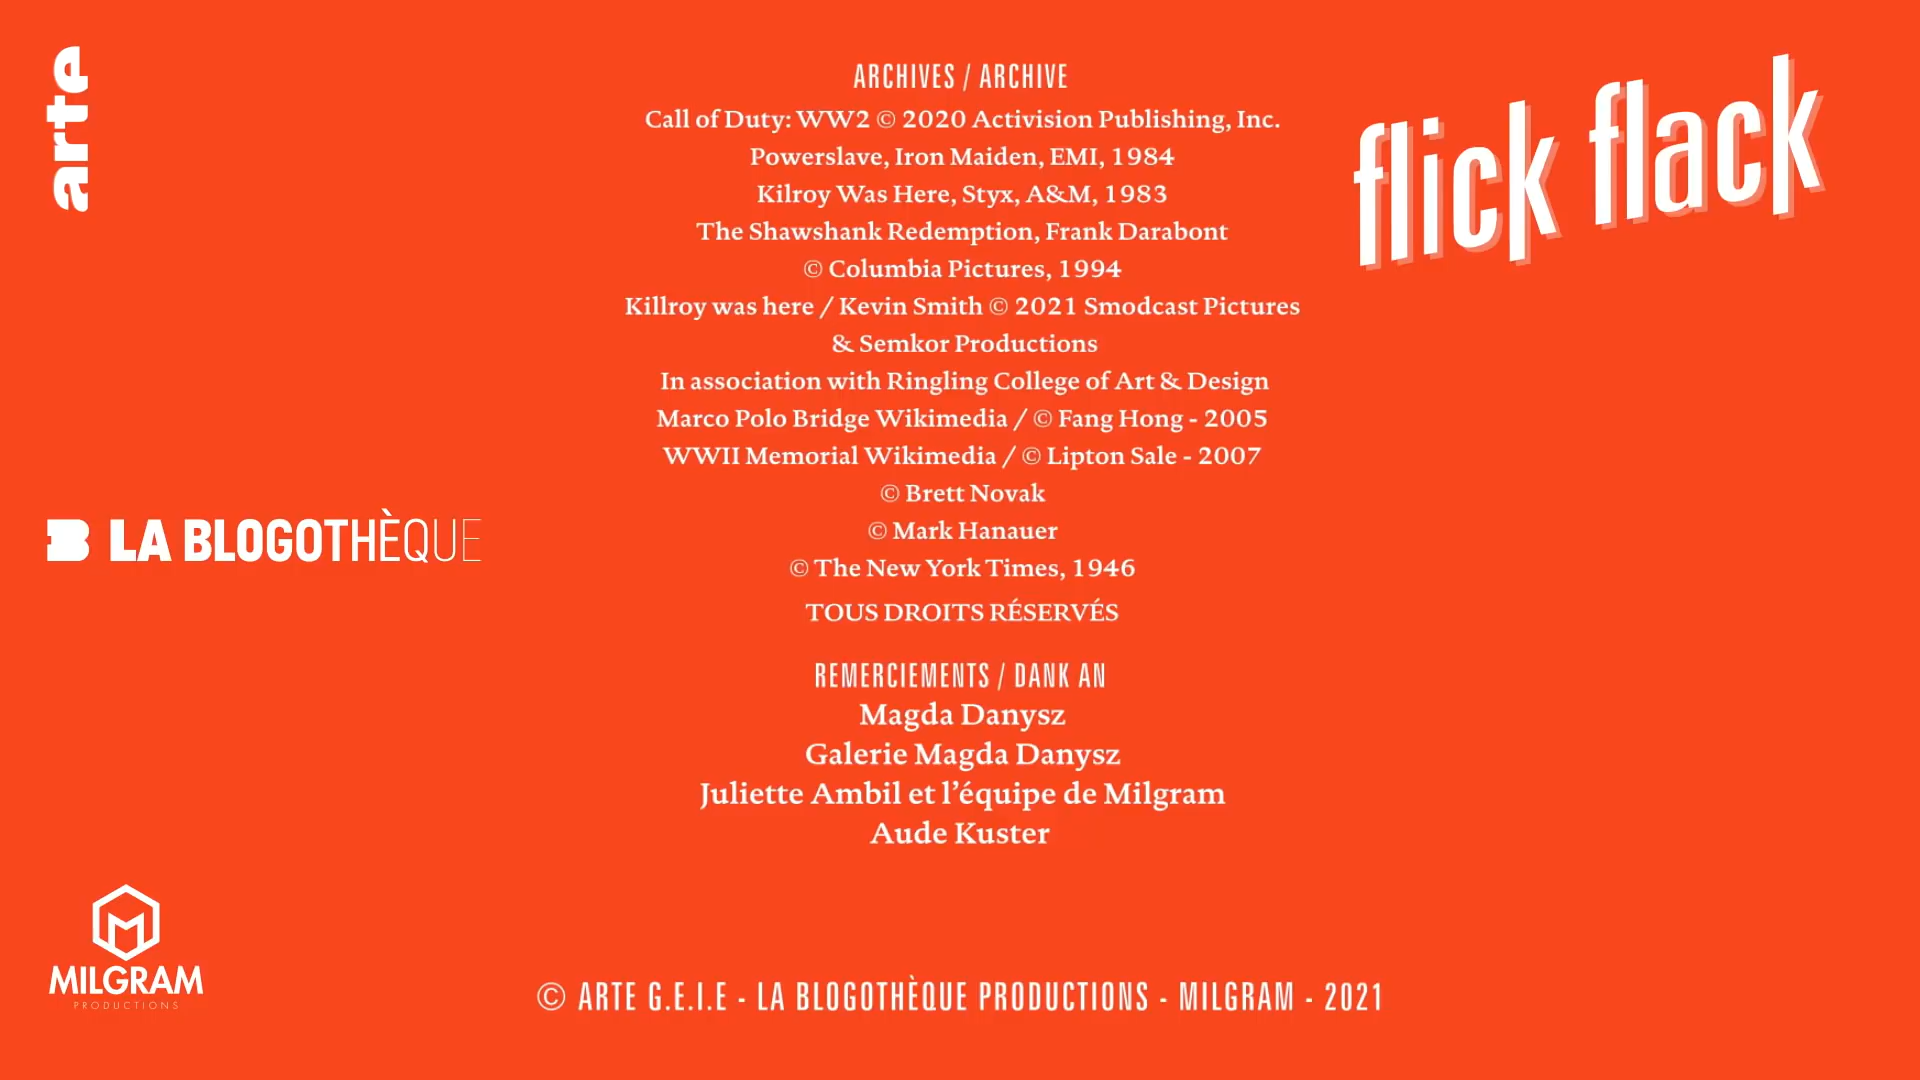 arte
ARCHIVES / ARCHIVE
Call of Duty: WW2 © 2020 Activision Publishing, Inc.
Powerslave, Iron Maiden, EMI, 1984
Kilroy Was Here, Styx, A&M, 1983
The Shawshank Redemption, Frank Darabont
© Columbia Pictures, 1994
Killroy was here / Kevin Smith © 2021 Smodcast Pictures
& Semkor Productions
In association with Ringling College of Art & Design
Marco Polo Bridge Wikimedia / © Fang Hong - 2005
WWII Memorial Wikimedia / © Lipton Sale - 2007
© Brett Novak
© Mark Hanauer
© The New York Times, 1946
TOUS DROITS RÉSERVÉS
flick flack
LA BLOGOTHÈQUE
REMERCIEMENTS / DANK AN
Magda Danysz
Galerie Magda Danysz
Juliette Ambil et l’équipe de Milgram
Aude Kuster
MILGRAM
PRODUCTIONS
© ARTE G.E.I.E - LA BLOGOTHÈQUE PRODUCTIONS - MILGRAM - 2021